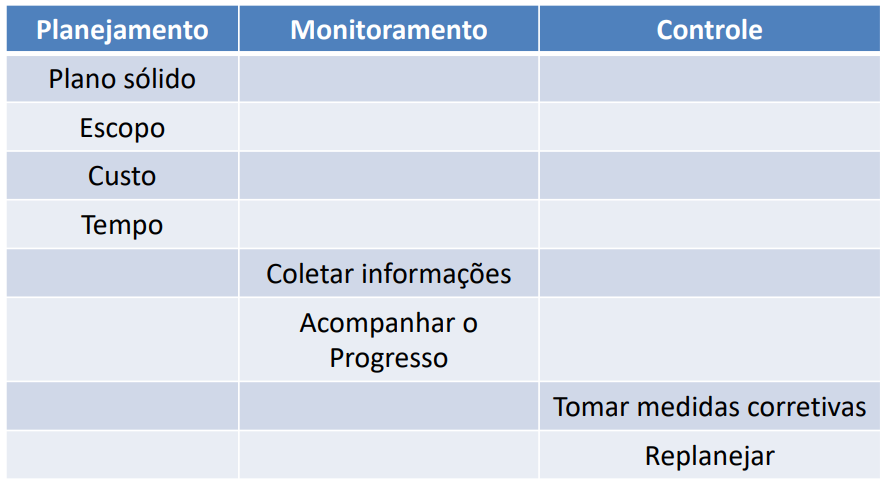 Planejamento Monitoramento Controle
Plano sólido
Escopo
Custo
Tempo
Coletar informações
Acompanhar o
Progresso
Tomar medidas corretivas
Replanejar